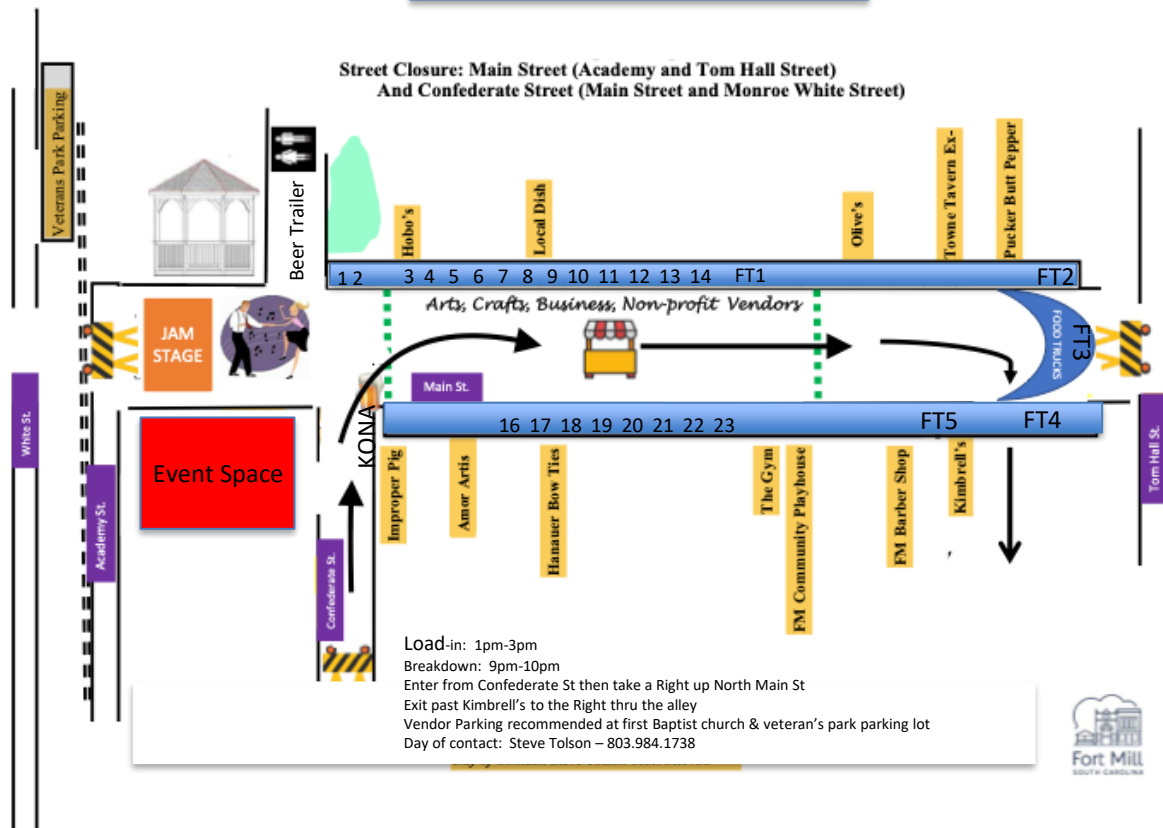 Street Closure: Main Street (Academy and Tom Hall Street)
And Confederate Street (Main Street and Monroe White Street)
Veterans Park Parking
Beer Trailer
Hobo's
Local Dish
Olive's
Towne Tavern Ex-
Pucker Butt Pepper
1 2 3 4 5 6 7 8 9 10 11 12 13 14 FT1 FT2
Arts, Crafts, Business, Non-profit Vendors
JAM
STAGE
FOOD TRUCKS
FT3
Main St.
KONA
16 17 18 19 20 21 22 23 FT5 FT4
White St.
Academy St.
Event Space
Confederate St.
Improper Pig
Amor Artis
Hanauer Bow Ties
The Gym
FM Community Playhouse
FM Barber Shop
Kimbrell's
Tom Hall St.
Load-in: 1pm-3pm
Breakdown: 9pm-10pm
Enter from Confederate St then take a Right up North Main St
Exit past Kimbrell's to the Right thru the alley
Vendor Parking recommended at first Baptist church & veteran's park parking lot
Day of contact: Steve Tolson – 803.984.1738
Fort Mill
SOUTH CAROLINA